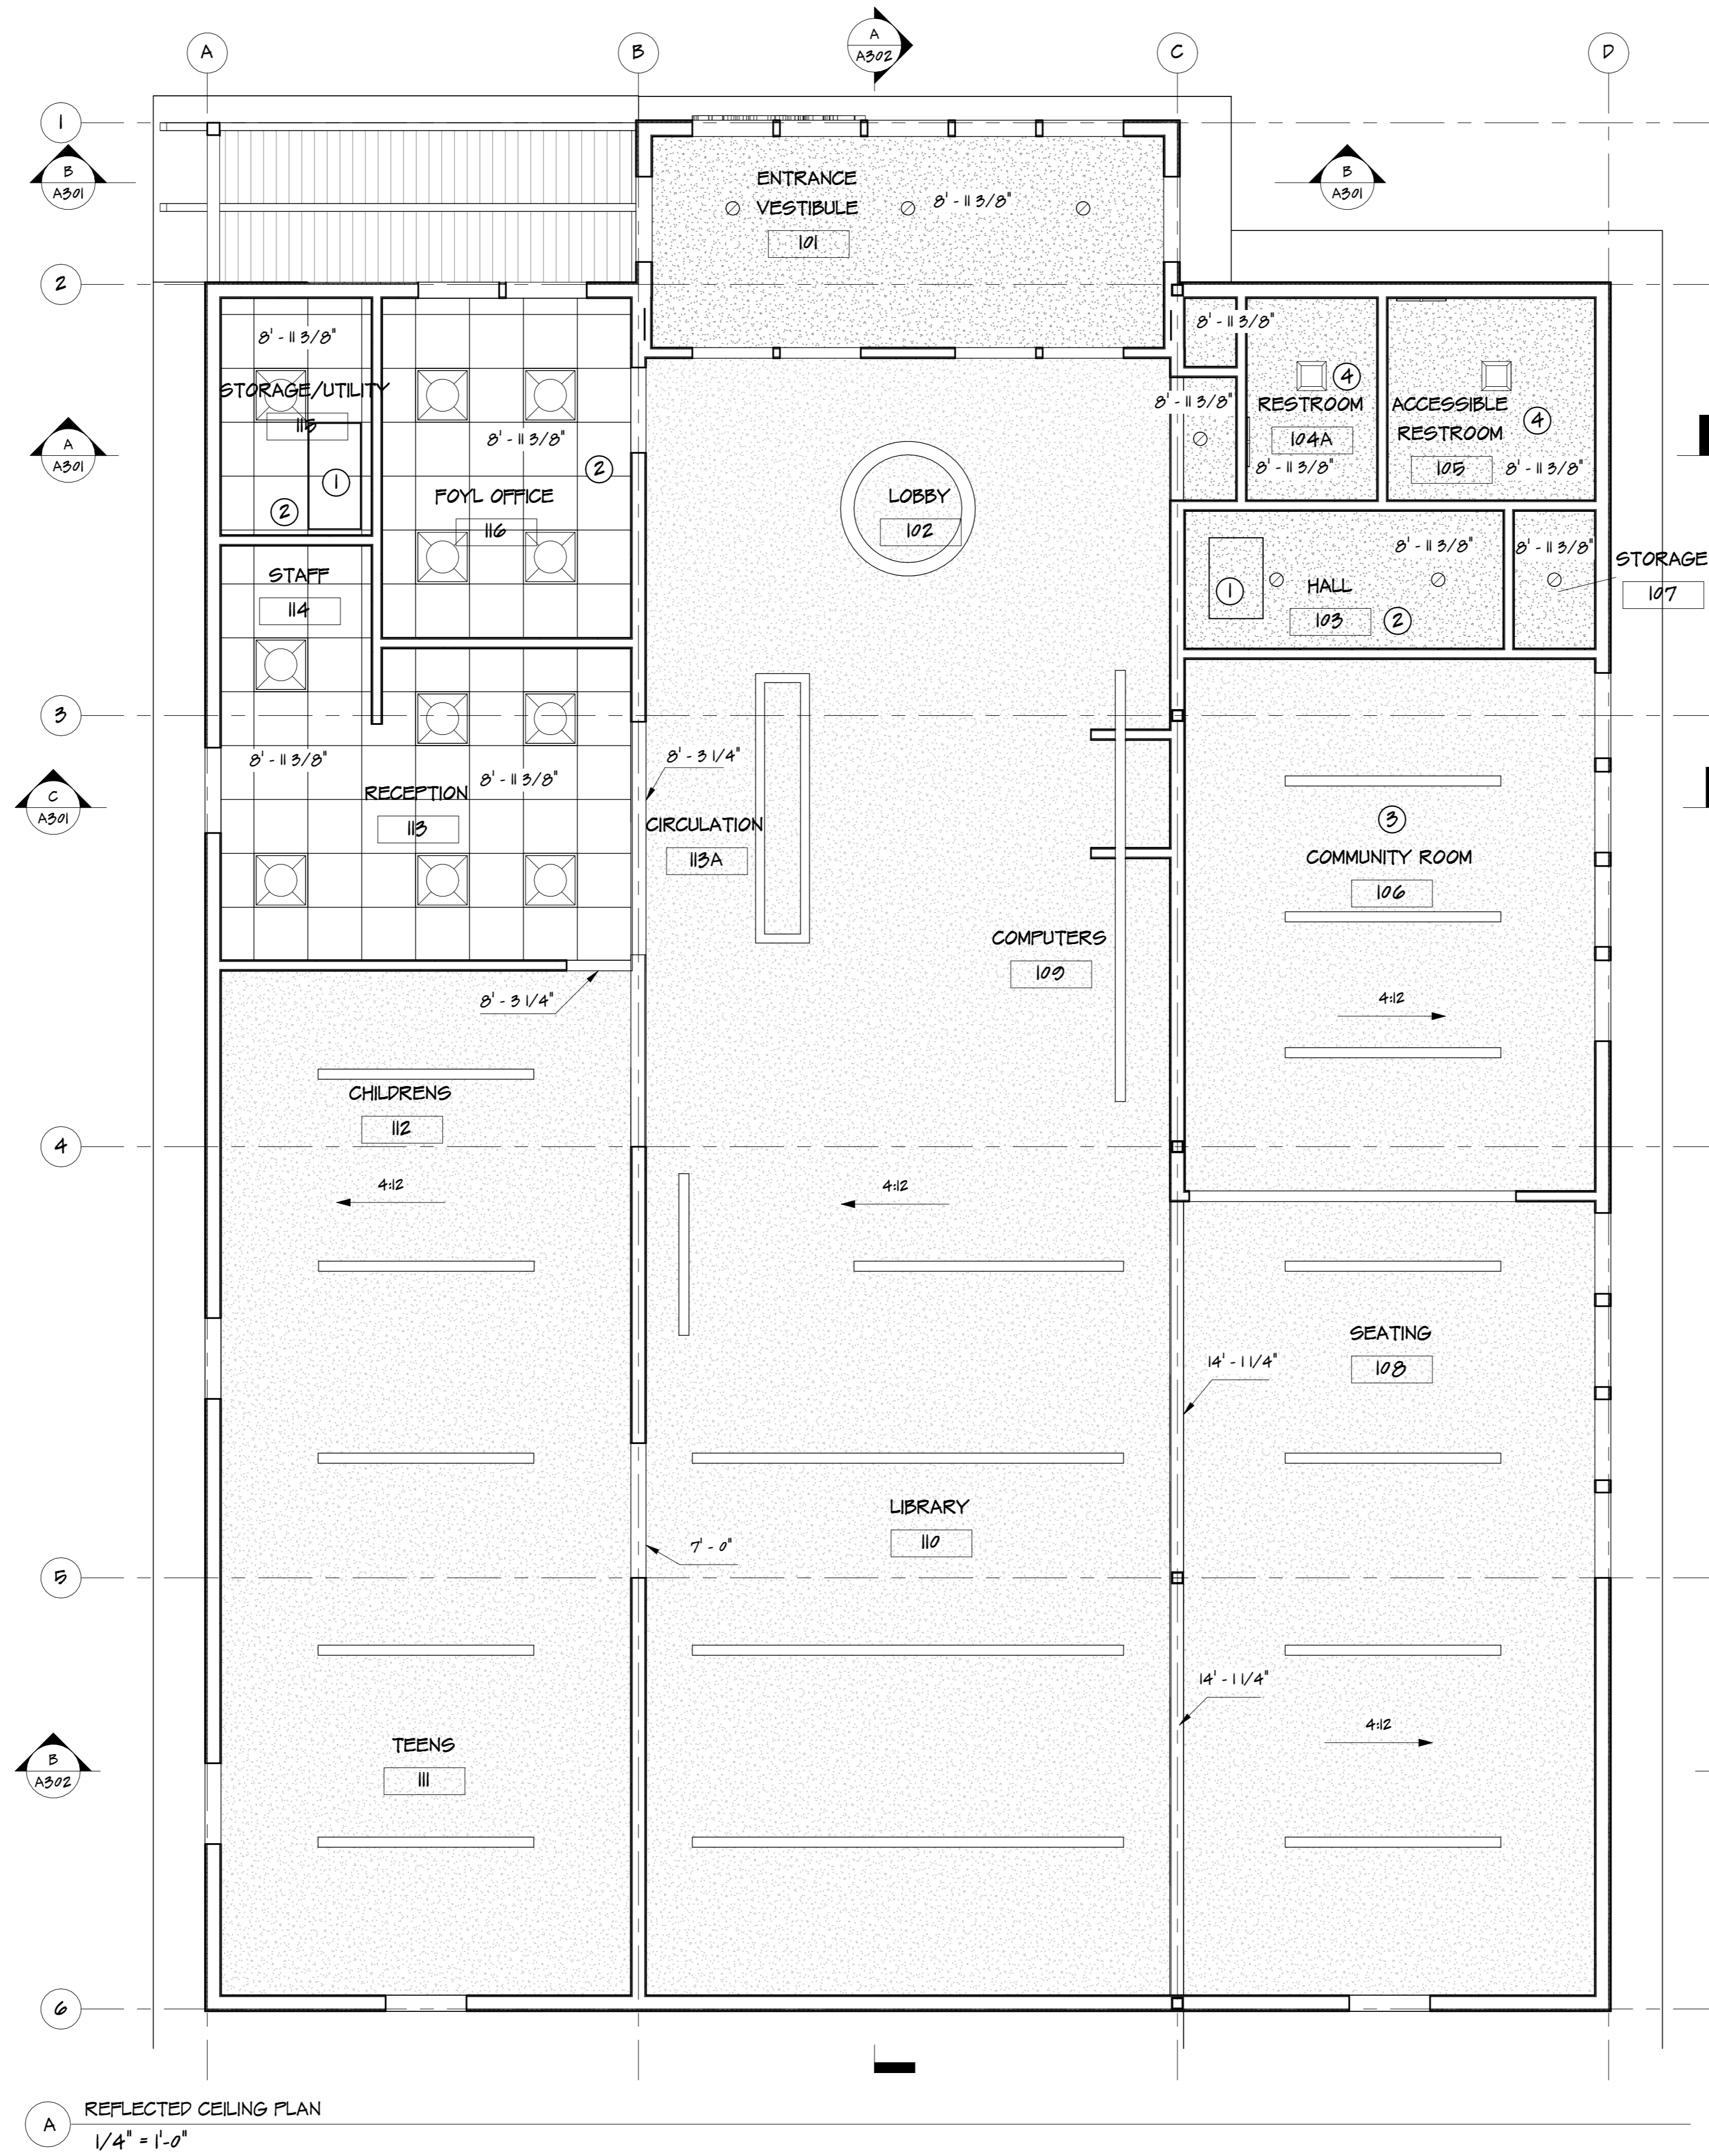 A
B
A
A302
C
D
1
B
A301
B
A301
ENTRANCE
VESTIBULE
101
8' - 11 3/8"
2
8' - 11 3/8"
8' - 11 3/8"
STORAGE/UTILITY
115
1
2
8' - 11 3/8"
2
FOYL OFFICE
116
8' - 11 3/8"
4
RESTROOM
104A
8' - 11 3/8"
ACCESSIBLE
RESTROOM
4
105
8' - 11 3/8"
A
A301
LOBBY
102
STAFF
114
8' - 11 3/8"
8' - 11 3/8"
STORAGE
107
1
HALL
103
2
3
8' - 3 1/4"
8' - 11 3/8"
8' - 11 3/8"
C
A301
RECEPTION
113
CIRCULATION
113A
3
COMMUNITY ROOM
106
COMPUTERS
109
8' - 3 1/4"
4:12
CHILDRENS
112
4
4:12
4:12
SEATING
108
14' - 1 1/4"
LIBRARY
110
7' - 0"
5
14' - 1 1/4"
4:12
TEENS
111
B
A302
6
A
REFLECTED CEILING PLAN
1/4" = 1'-0"